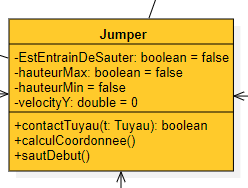 Jumper
-EstEntrainDeSauter: boolean = false
-hauteurMax: boolean = false
-hauteurMin = false
-velocityY: double = 0
+contactTuyau(t: Tuyau): boolean
+calculCoordonnee()
+sautDebut()